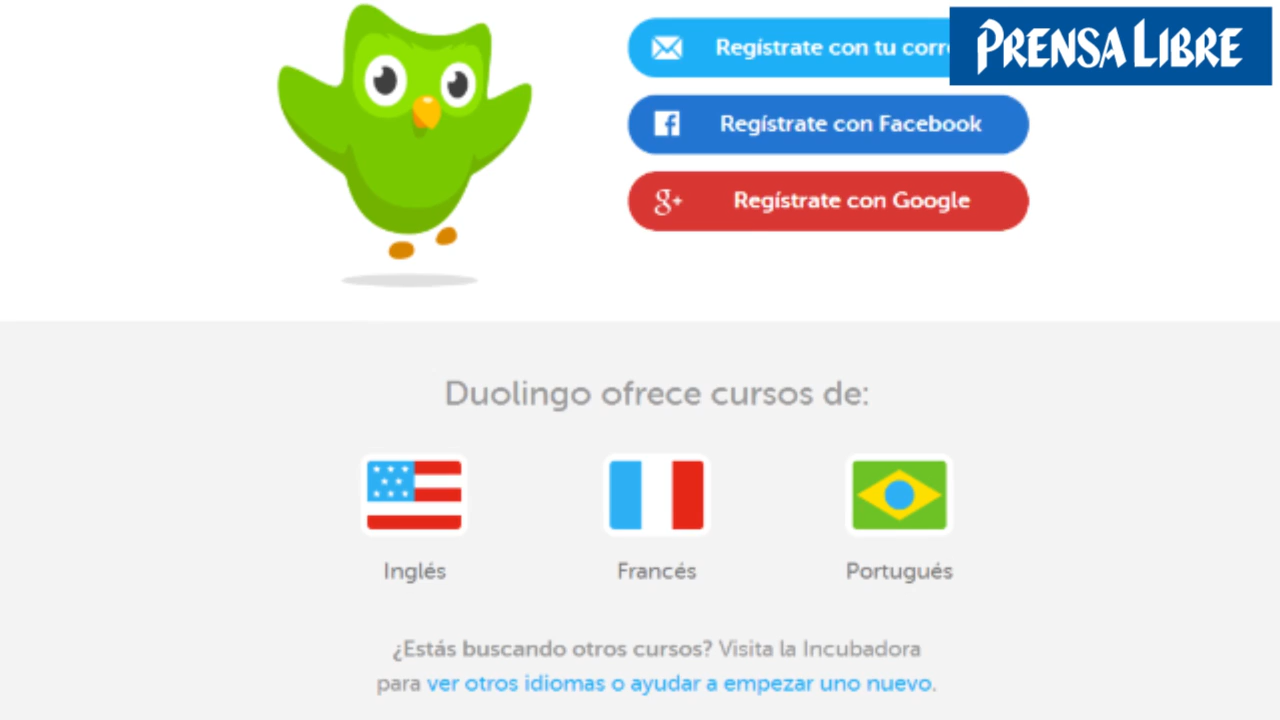 Regístrate con tu
PRENSA LIBRE
Regístrate con Facebook
g+
Regístrate con Google
Duolingo ofrece cursos de:
Inglés
Francés
Portugués
¿Estás buscando otros cursos? Visita la Incubadora
para ver otros idiomas o ayudar a empezar uno nuevo.